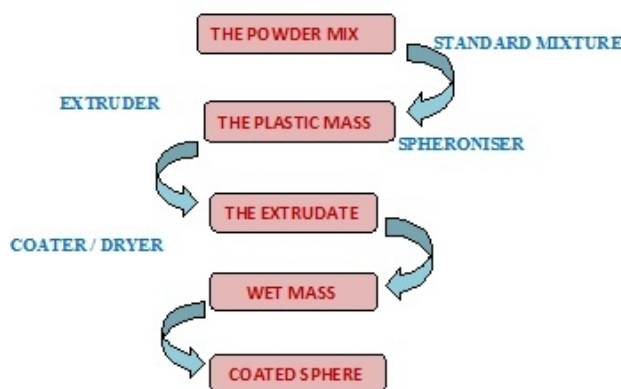 THE POWDER MIX
STANDARD MIXTURE
EXTRUDER
THE PLASTIC MASS
SPHERONISER
THE EXTRUDATE
COATER / DRYER
WET MASS
COATED SPHERE